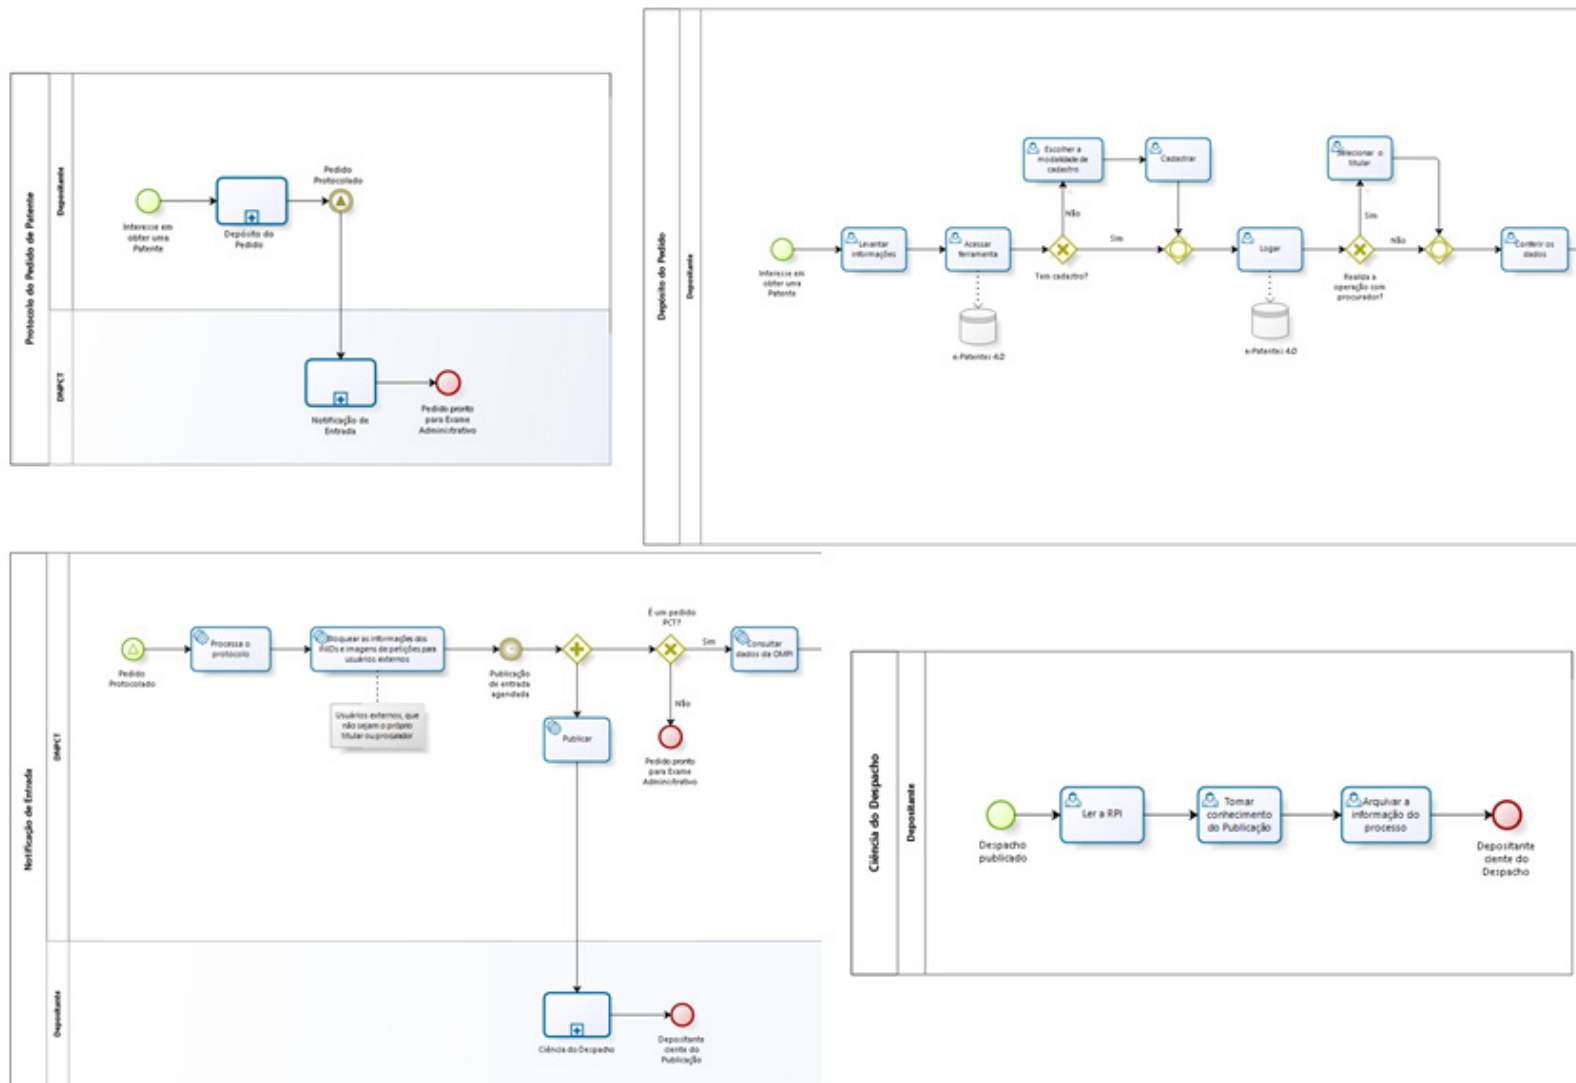 Protocolo do Pedido de Patente
Depositante
Interesse em
obter uma
Patente
Depósito do
Pedido
Pedido
Protocolado
DNPCT
Notificação de
Entrada
Pedido pronto
para Exame
Administrativo
Depósito do Pedido
Depositante
Interesse em
obter uma
Patente
Levantar
informações
Acessar
ferramenta
e-Patentes 4.0
Tem cadastro?
Não
Sim
Escolher a
modalidade de
cadastro
Cadastrar
Logar
e-Patentes 4.0
Realiza a
operação com
procurador?
Sim
Não
Selecionar o
titular
Conferir os
dados
Notificação de Entrada
DNPCT
Pedido
Protocolado
Processa o
protocolo
Bloquear as informações dos
INIDs e imagens de petições para
usuários externos
Usuários externos, que
não sejam o próprio
titular ou procurador
Publicação
de entrada
agendada
Publicar
É um pedido
PCT?
Sim
Não
Consultar
dados da OMPI
Pedido pronto
para Exame
Administrativo
Depositante
Ciência do Despacho
Depositante
ciente do
Publicação
Ciência do Despacho
Depositante
Despacho
publicado
Ler a RPI
Tomar
conhecimento
do Publicação
Arquivar a
informação do
processo
Depositante
ciente do
Despacho